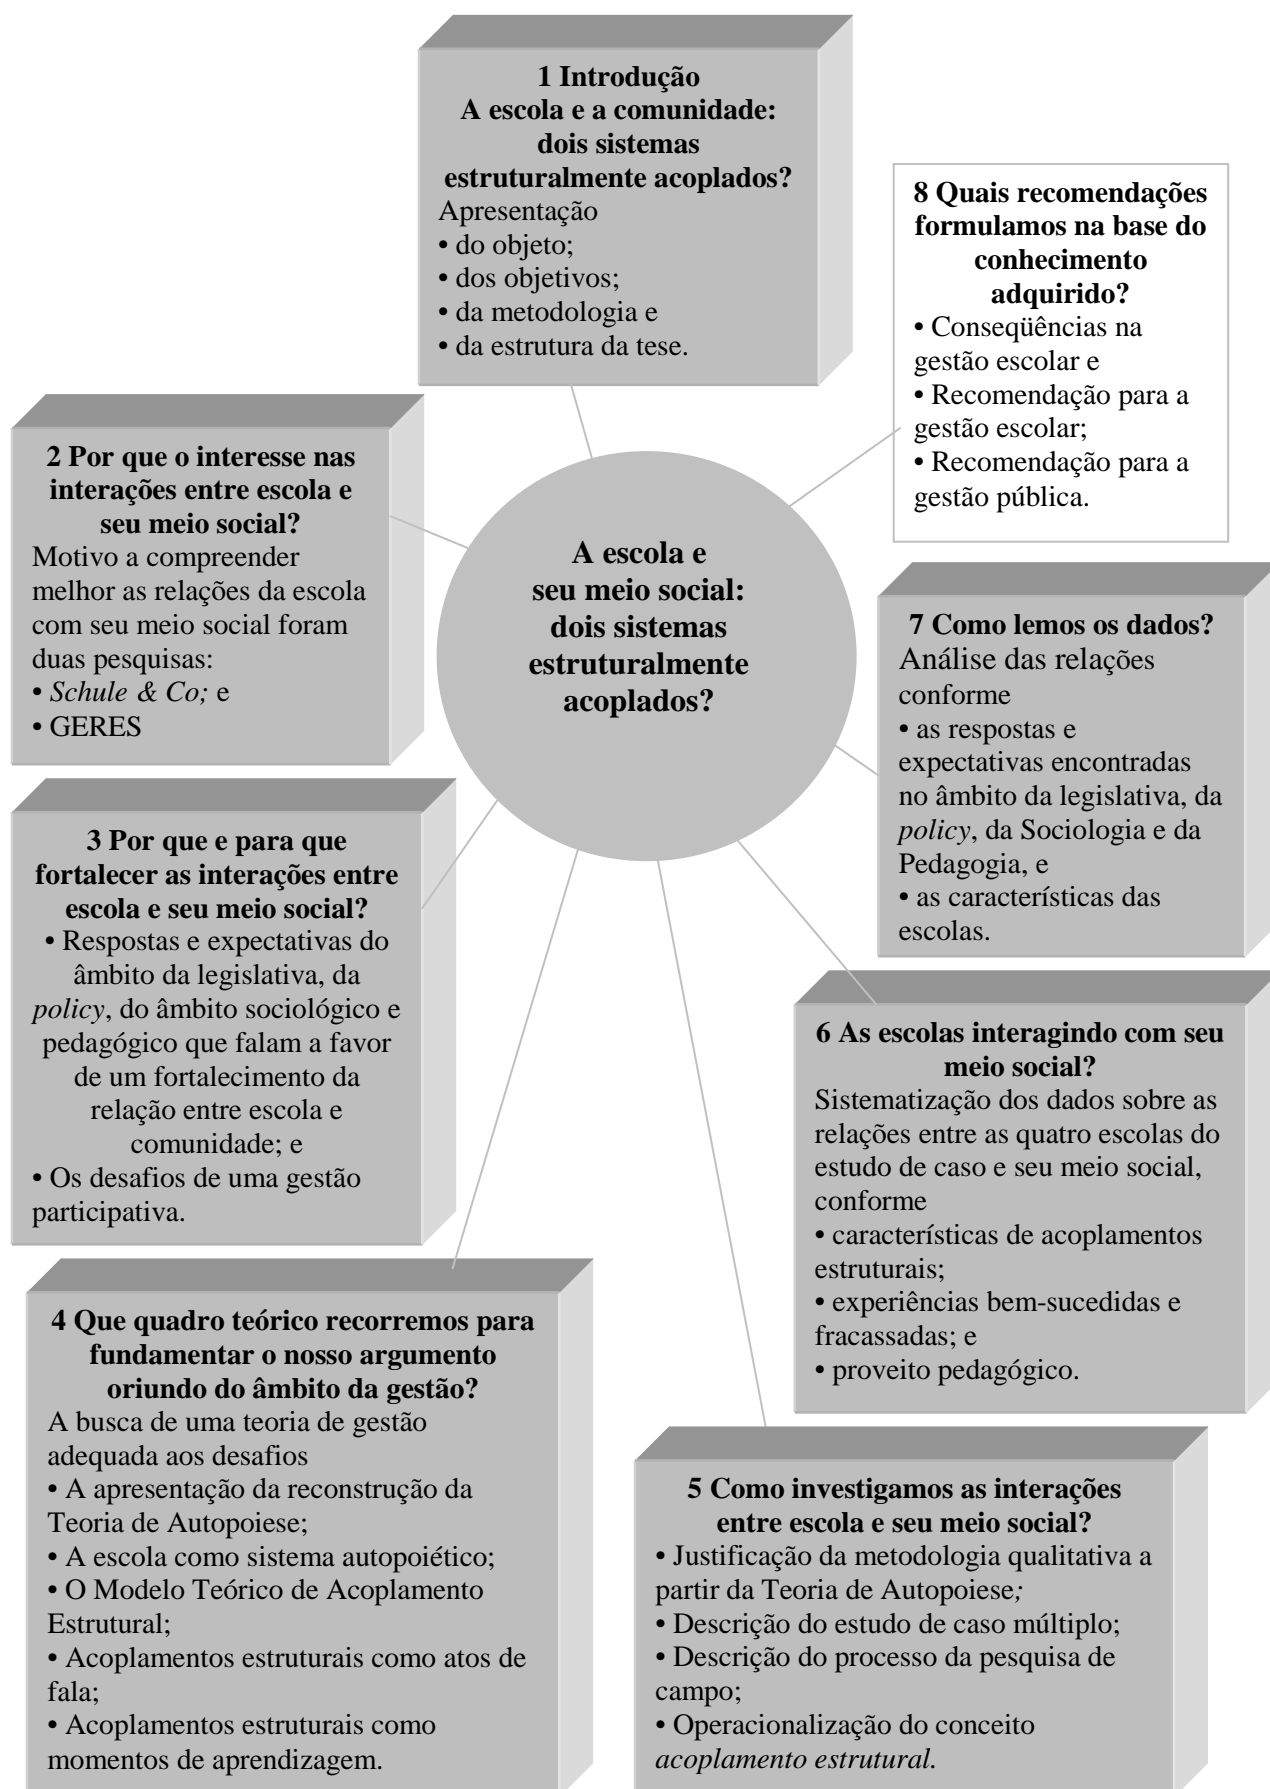 1 Introdução
A escola e a comunidade:
dois sistemas
estruturalmente acoplados?
Apresentação
• do objeto;
• dos objetivos;
• da metodologia e
• da estrutura da tese.
8 Quais recomendações
formulamos na base do
conhecimento
adquirido?
• Conseqüências na
gestão escolar e
• Recomendação para a
gestão escolar;
• Recomendação para a
gestão pública.
2 Por que o interesse nas
interações entre escola e
seu meio social?
Motivo a compreender
melhor as relações da escola
com seu meio social foram
duas pesquisas:
• Schule & Co; e
• GERES
A escola e
seu meio social:
dois sistemas
estruturalmente
acoplados?
7 Como lemos os dados?
Análise das relações
conforme
• as respostas e
expectativas encontradas
no âmbito da legislativa, da
policy, da Sociologia e da
Pedagogia, e
• as características das
escolas.
3 Por que e para que
fortalecer as interações entre
escola e seu meio social?
• Respostas e expectativas do
âmbito da legislativa, da
policy, do âmbito sociológico e
pedagógico que falam a favor
de um fortalecimento da
relação entre escola e
comunidade; e
• Os desafios de uma gestão
participativa.
6 As escolas interagindo com seu
meio social?
Sistematização dos dados sobre as
relações entre as quatro escolas do
estudo de caso e seu meio social,
conforme
• características de acoplamentos
estruturais;
• experiências bem-sucedidas e
fracassadas; e
• proveito pedagógico.
4 Que quadro teórico recorremos para
fundamentar o nosso argumento
oriundo do âmbito da gestão?
A busca de uma teoria de gestão
adequada aos desafios
• A apresentação da reconstrução da
Teoria de Autopoiese;
• A escola como sistema autopoiético;
• O Modelo Teórico de Acoplamento
Estrutural;
• Acoplamentos estruturais como atos de
fala;
• Acoplamentos estruturais como
momentos de aprendizagem.
5 Como investigamos as interações
entre escola e seu meio social?
• Justificação da metodologia qualitativa a
partir da Teoria de Autopoiese;
• Descrição do estudo de caso múltiplo;
• Descrição do processo da pesquisa de
campo;
• Operacionalização do conceito
acoplamento estrutural.